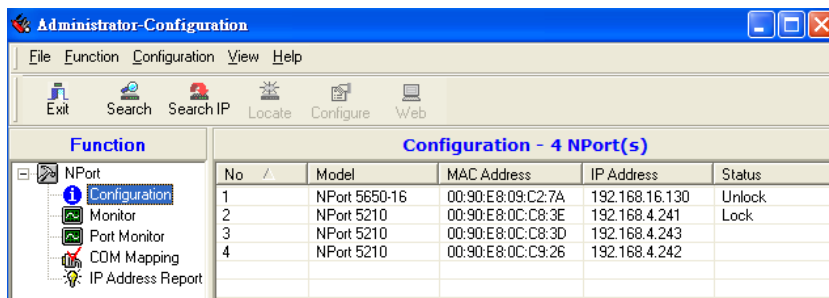 Administrator-Configuration
File Function Configuration View Help
Exit Search Search IP Locate Configure Web
Function
Configuration - 4 NPort(s)
NPort
Configuration
Monitor
Port Monitor
COM Mapping
IP Address Report
No Model MAC Address IP Address Status
1 NPort 5650-16 00:90:E8:09:C2:7A 192.168.16.130 Unlock
2 NPort 5210 00:90:E8:0C:C8:3E 192.168.4.241 Lock
3 NPort 5210 00:90:E8:0C:C8:3D 192.168.4.243
4 NPort 5210 00:90:E8:0C:C9:26 192.168.4.242